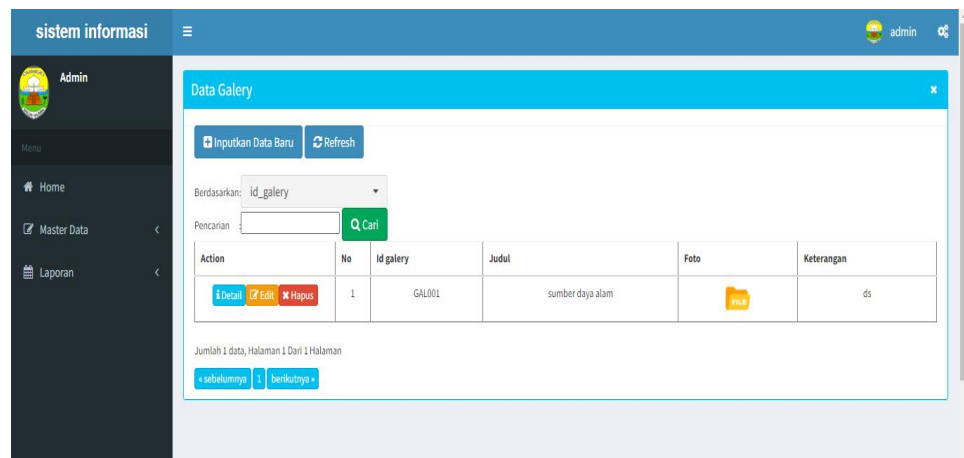 sistem informasi
admin
Admin
Menu
Home
Master Data
Laporan
Data Galery
Inputkan Data Baru
Refresh
Berdasarkan: id_galery
Pencarian :
Cari
Action No Id galery Judul Foto Keterangan
Detail Edit Hapus 1 GAL001 sumber daya alam FILE ds
Jumlah 1 data, Halaman 1 Dari 1 Halaman
« sebelumnya 1 berikutnya »